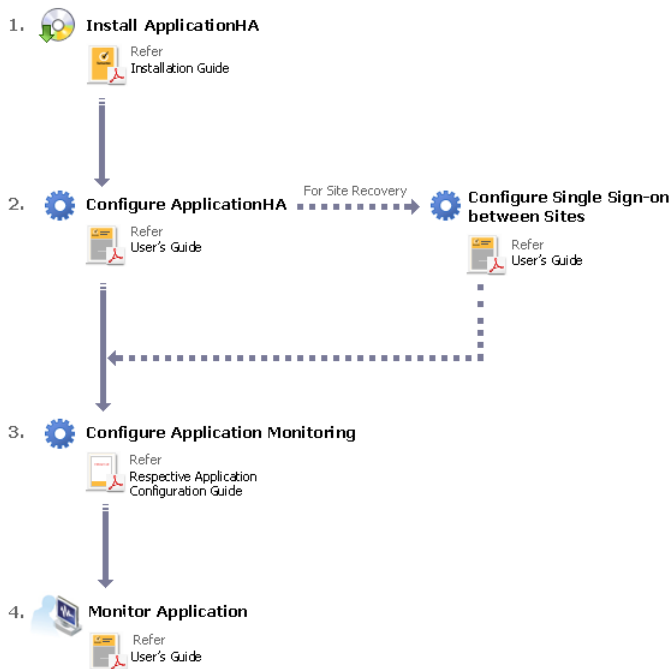 1. Install ApplicationHA
Refer
Installation Guide
2. Configure ApplicationHA
For Site Recovery
Configure Single Sign-on
between Sites
Refer
User's Guide
Refer
User's Guide
3. Configure Application Monitoring
Refer
Respective Application
Configuration Guide
4. Monitor Application
Refer
User's Guide